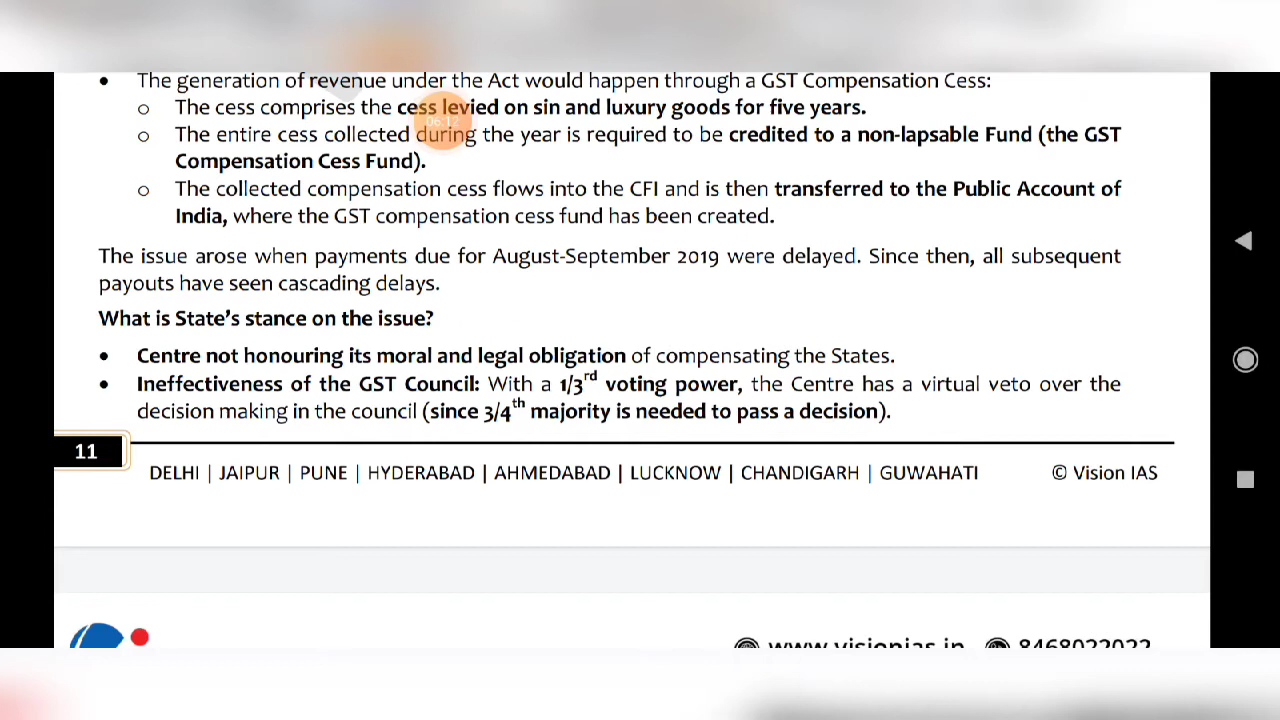 • The generation of revenue under the Act would happen through a GST Compensation Cess:
o The cess comprises the cess levied on sin and luxury goods for five years.
06:12
o The entire cess collected during the year is required to be credited to a non-lapsable Fund (the GST
Compensation Cess Fund).
o The collected compensation cess flows into the CFI and is then transferred to the Public Account of
India, where the GST compensation cess fund has been created.
The issue arose when payments due for August-September 2019 were delayed. Since then, all subsequent
payouts have seen cascading delays.
What is State's stance on the issue?
• Centre not honouring its moral and legal obligation of compensating the States.
• Ineffectiveness of the GST Council: With a 1/3rd voting power, the Centre has a virtual veto over the
decision making in the council (since 3/4th majority is needed to pass a decision).
11
DELHI | JAIPUR | PUNE | HYDERABAD | AHMEDABAD | LUCKNOW | CHANDIGARH | GUWAHATI © Vision IAS
www.visionias.in 8468022022